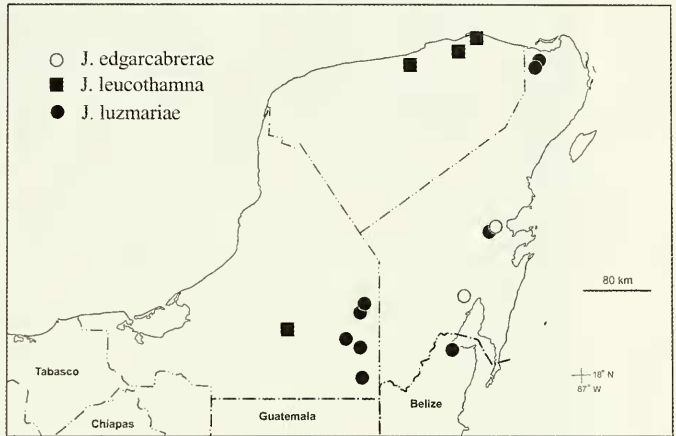 J. edgarcabrerae
J. leucothamna
J. luzmariae
80 km
18° N
87° W
Tabasco
Chiapas
Guatemala
Belize